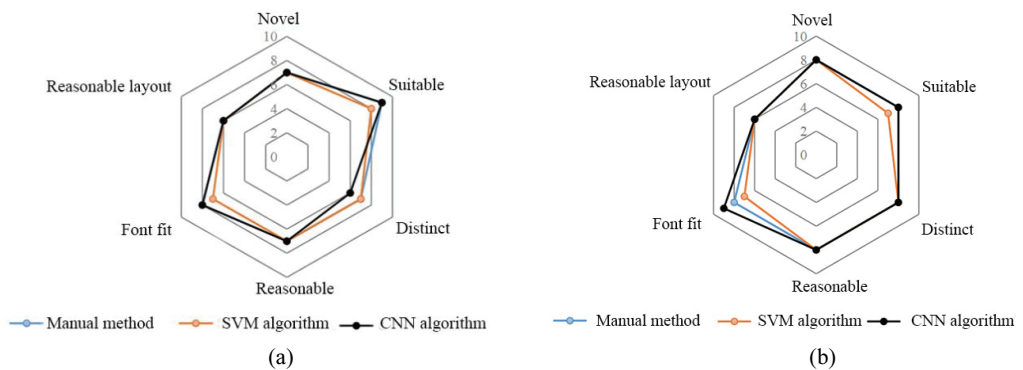 Novel
10
8
6
4
2
0
Reasonable layout
Suitable
Font fit
Distinct
Reasonable
Manual method SVM algorithm CNN algorithm
(a)
Novel
10
8
6
4
2
0
Reasonable layout
Suitable
Font fit
Distinct
Reasonable
Manual method SVM algorithm CNN algorithm
(b)